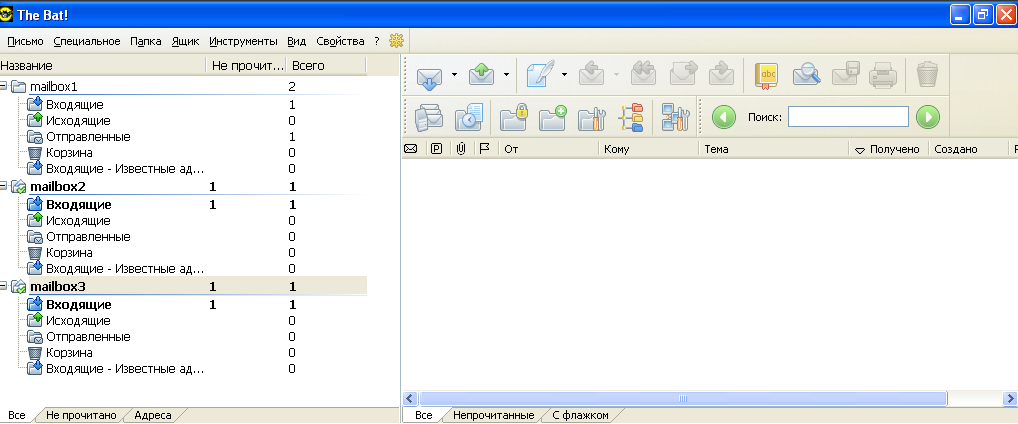 The Bat!
Письмо Специальное Папка Ящик Инструменты Вид Свойства ?
Название Не прочит... Всего
mailbox1 2
Входящие 1
Исходящие 0
Отправленные 1
Корзина 0
Входящие - Известные ад... 0
mailbox2 1 1
Входящие 1 1
Исходящие 0
Отправленные 0
Корзина 0
Входящие - Известные ад... 0
mailbox3 1 1
Входящие 1 1
Исходящие 0
Отправленные 0
Корзина 0
Входящие - Известные ад... 0
Все Не прочитано Адреса
abc
Поиск:
P От Кому Тема Получено Создано
Все Непрочитанные С флажком